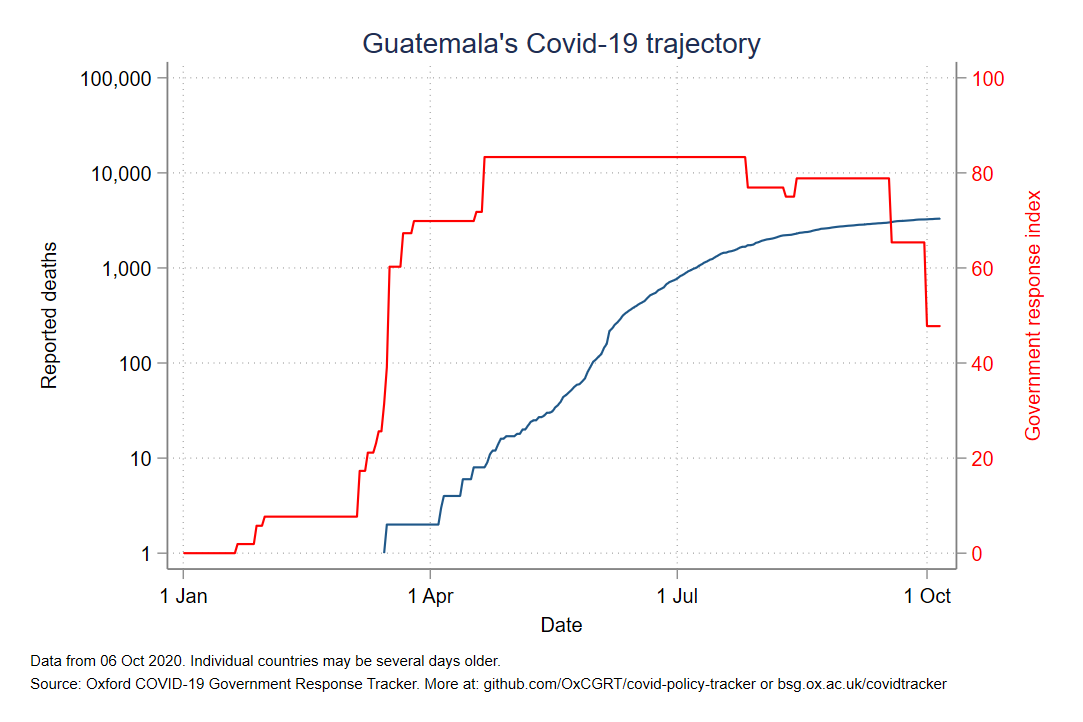 Guatemala's Covid-19 trajectory
100,000
10,000
1,000
100
10
1
Reported deaths
100
80
60
40
20
0
Government response index
1 Jan
1 Apr
1 Jul
1 Oct
Date
Data from 06 Oct 2020. Individual countries may be several days older.
Source: Oxford COVID-19 Government Response Tracker. More at: github.com/OxCGRT/covid-policy-tracker or bsg.ox.ac.uk/covidtracker